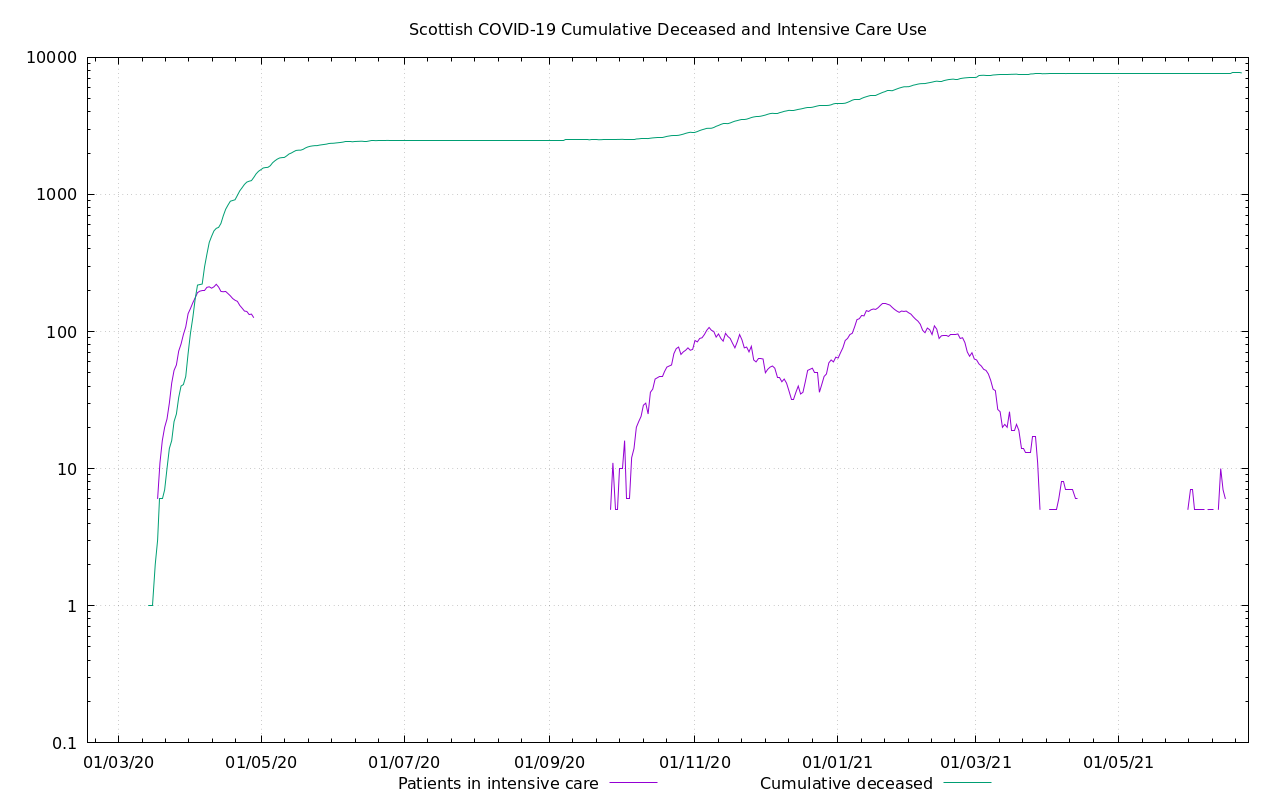 Scottish COVID-19 Cumulative Deceased and Intensive Care Use
10000
1000
100
10
1
0.1
01/03/20 01/05/20 01/07/20 01/09/20 01/11/20 01/01/21 01/03/21 01/05/21
Patients in intensive care Cumulative deceased